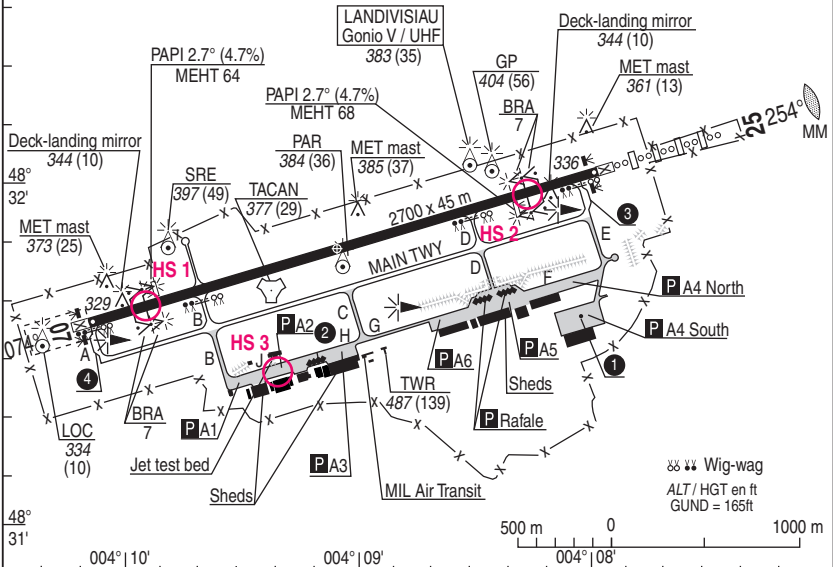 LANDIVISIAU
Gonio V / UHF
383 (35)
Deck-landing mirror
344 (10)
PAPI 2.7° (4.7%)
MEHT 64
GP
404 (56)
MET mast
361 (13)
PAPI 2.7° (4.7%)
MEHT 68
BRA
7
25
254°
MM
Deck-landing mirror
344 (10)
PAR
384 (36)
MET mast
385 (37)
SRE
397 (49)
TACAN
377 (29)
336
48°
32'
2700 x 45 m
3
MET mast
373 (25)
HS 1
HS 2
D
E
MAIN TWY
D
F
329
B
P A4 North
074°
07
P A2
2
C
H
G
P A4 South
HS 3
A
B
J
4
P A6
P A5
1
TWR
487 (139)
Sheds
LOC
334
(10)
BRA
7
P A1
P Rafale
Jet test bed
P A3
Wig-wag
Sheds
MIL Air Transit
ALT / HGT en ft
GUND = 165ft
48°
31'
500 m
0
1000 m
004° 10'
004° 09'
004° 08'